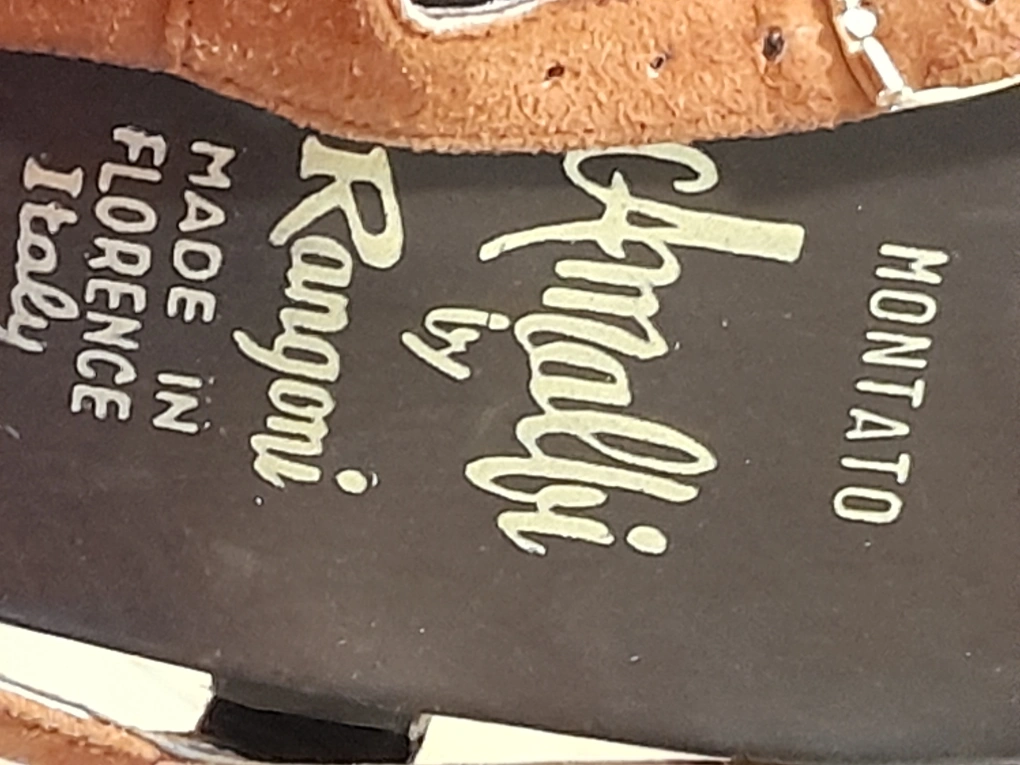 MONTATO
Amalfi
by
Rangoni
MADE IN
FLORENCE
Italy